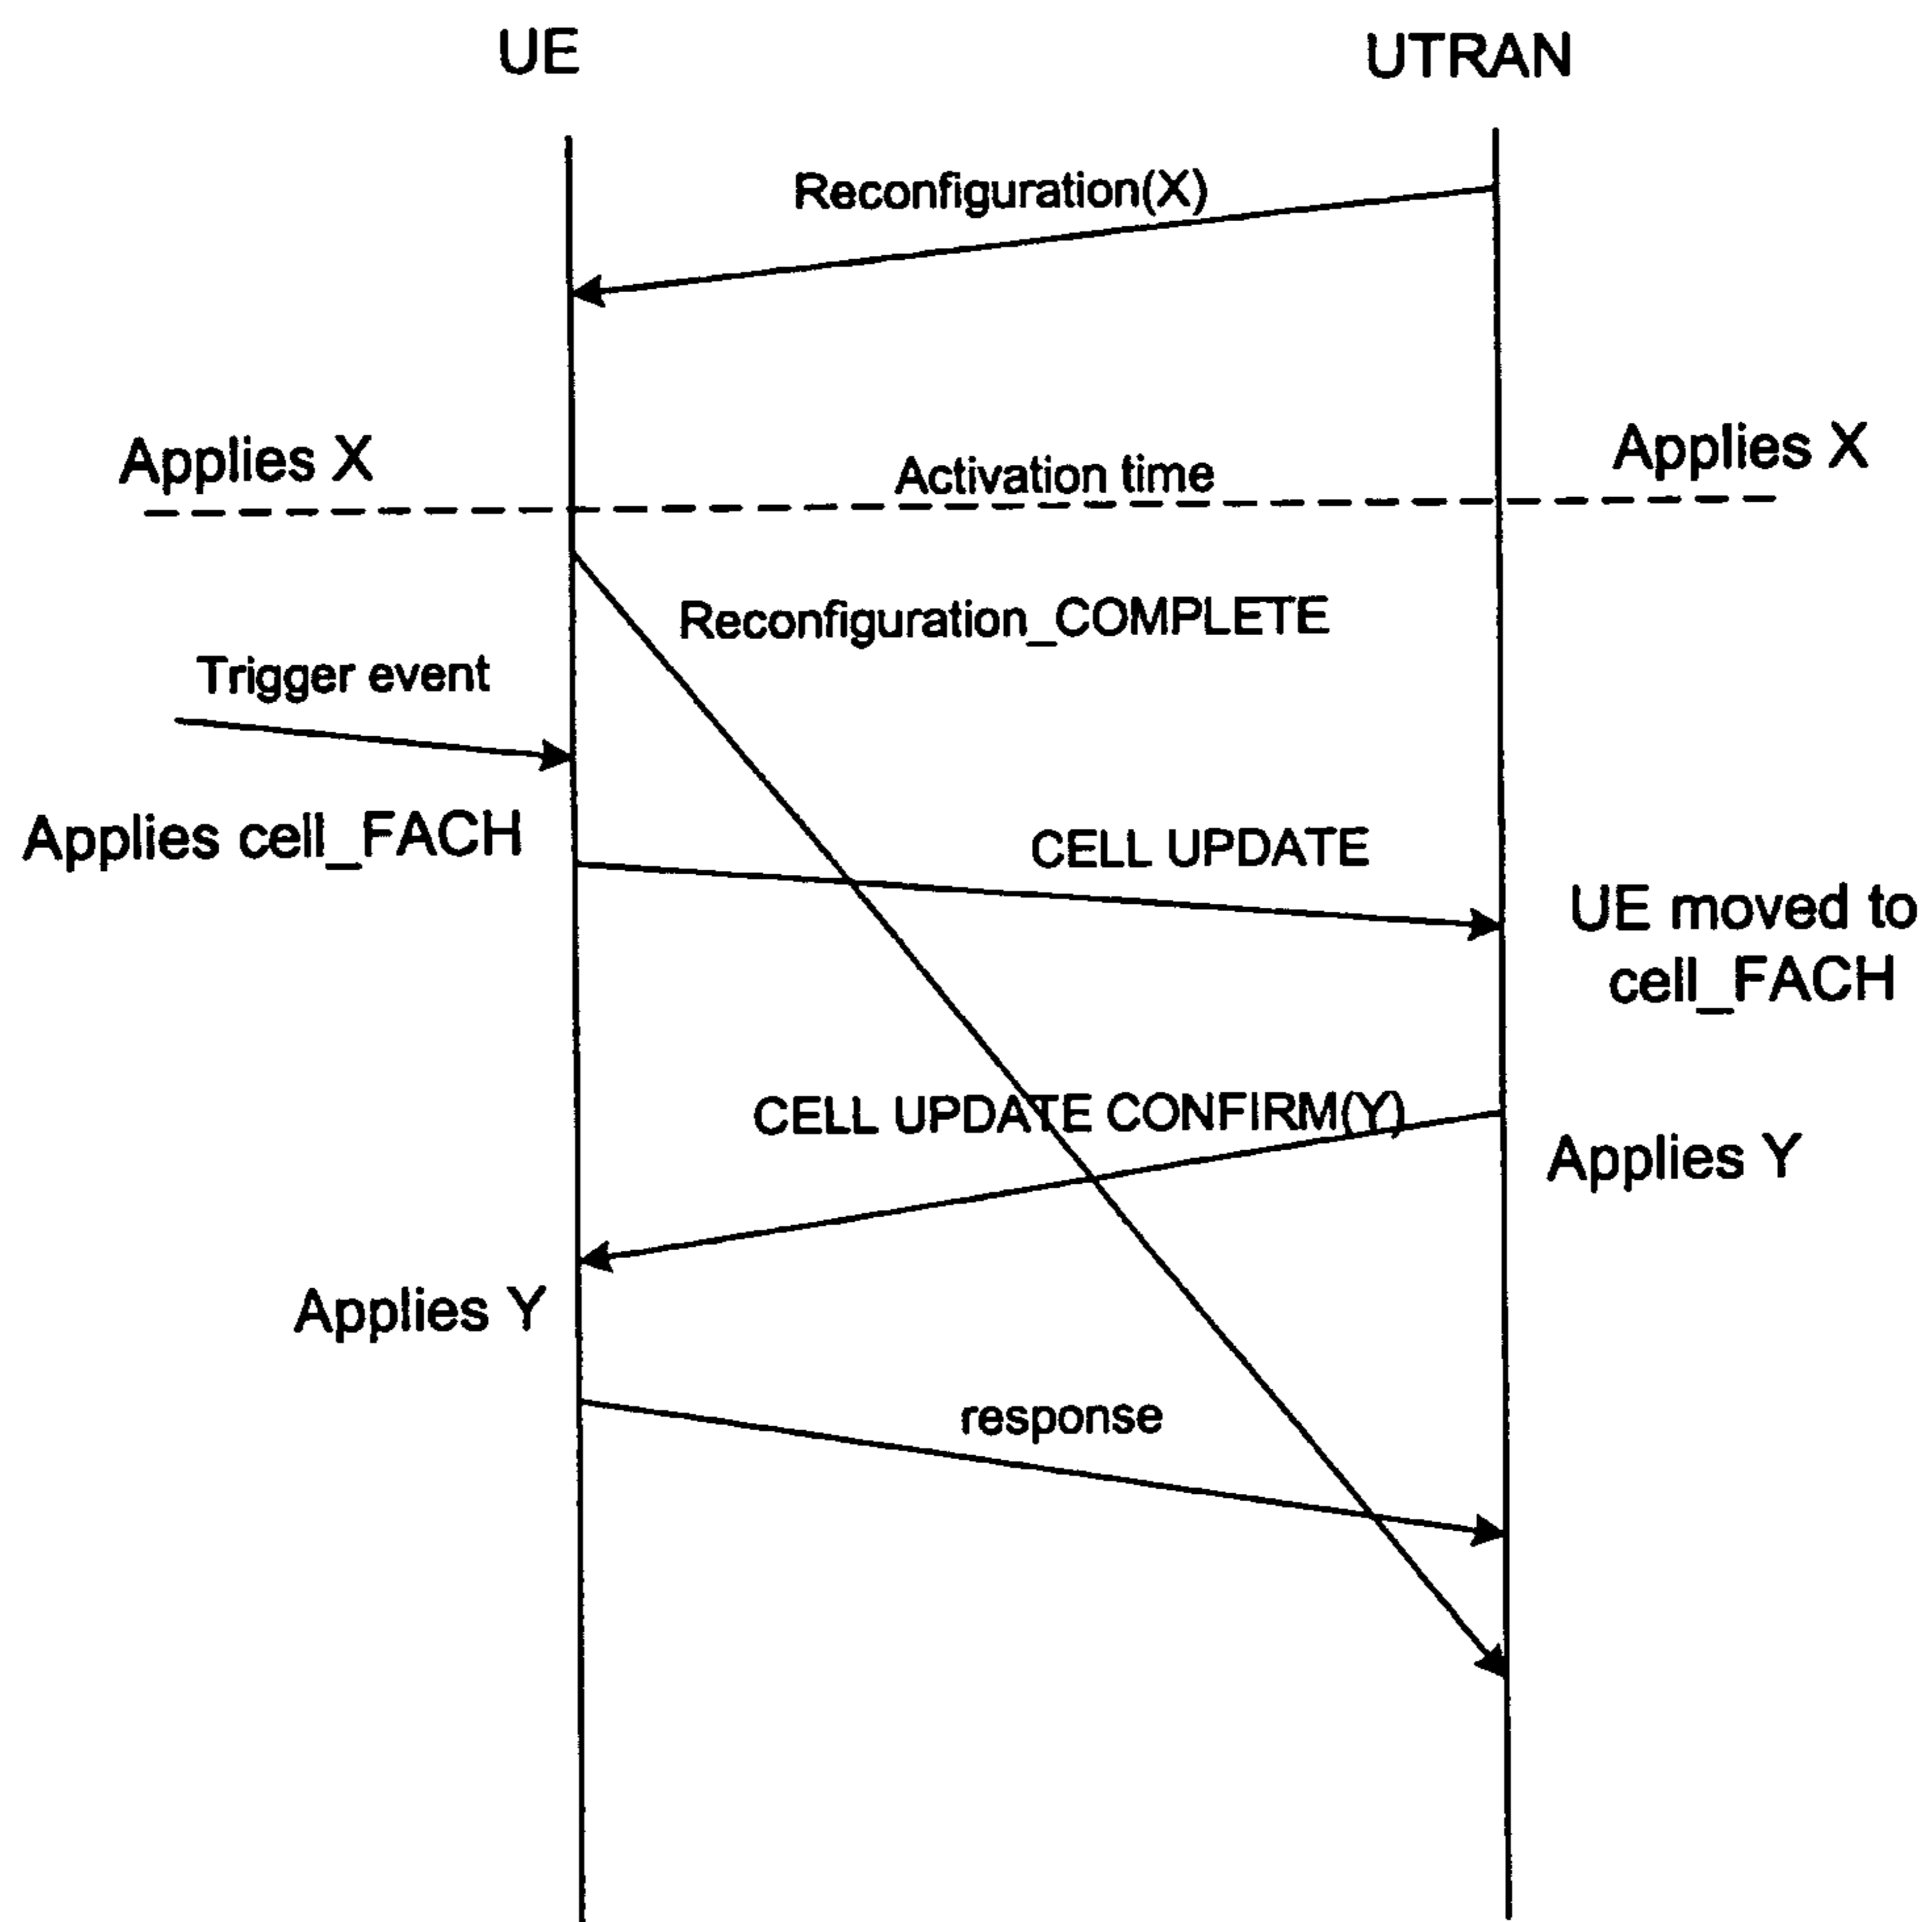 UE
UTRAN
Reconfiguration(X)
Applies X
Activation time
Applies X
Reconfiguration_COMPLETE
Trigger event
Applies cell_FACH
CELL UPDATE
UE moved to
cell_FACH
CELL UPDATE CONFIRM(Y)
Applies Y
Applies Y
response